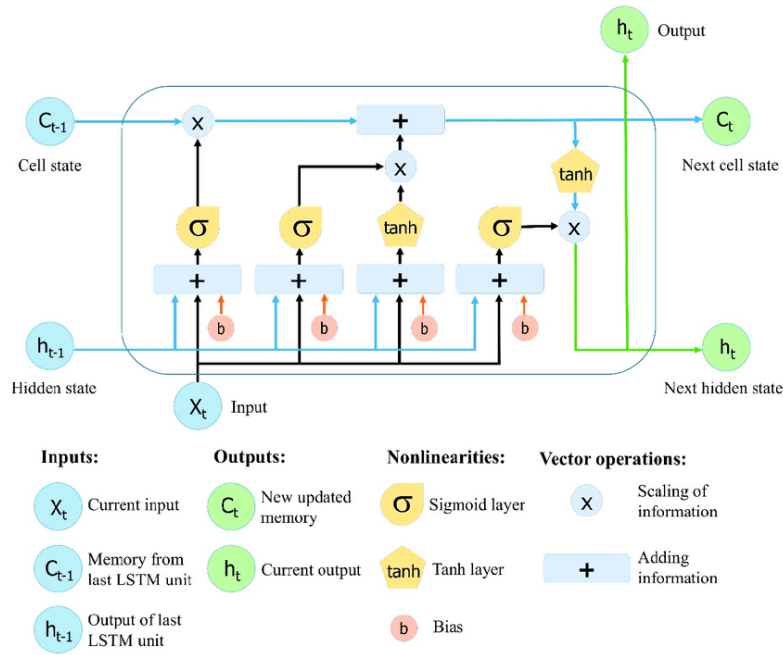 hₜ
Output
Cₜ₋₁
x
+
Cₜ
Cell state
x
tanh
Next cell state
σ
σ
tanh
σ
x
+
+
+
+
b
b
b
b
hₜ₋₁
hₜ
Hidden state
Next hidden state
Xₜ
Input
Inputs:
Outputs:
Nonlinearities:
Vector operations:
Xₜ
Current input
Cₜ
New updated
memory
σ
Sigmoid layer
x
Scaling of
information
Cₜ₋₁
Memory from
last LSTM unit
hₜ
Current output
tanh
Tanh layer
+
Adding
information
hₜ₋₁
Output of last
LSTM unit
b
Bias